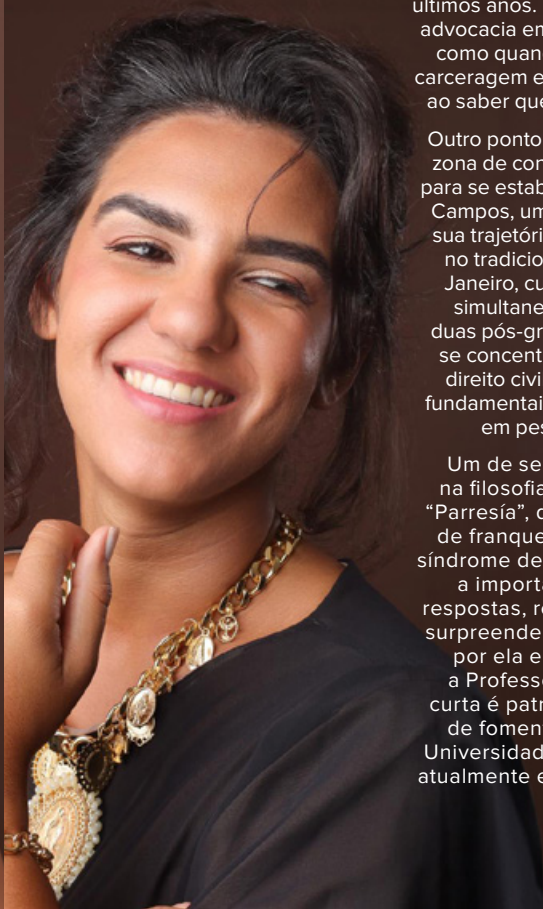 últimos anos.
advocacia em
como quan
carceragem e
ao saber que
Outro ponto
zona de con
para se estab
Campos, um
sua trajetóri
no tradicio
Janeiro, cu
simultane
duas pós-gr
se concent
direito civi
fundamentai
em pes
Um de se
na filosofia
“Parresía”, c
de franque
síndrome de
a importa
respostas, re
surpreende
por ela e
a Profess
curta é patr
de fomen
Universidad
atualmente e